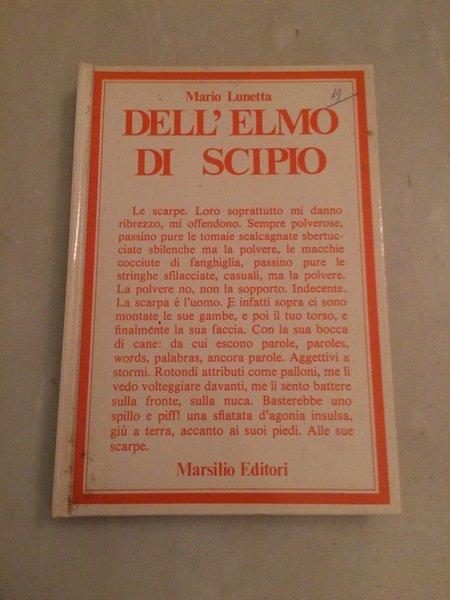 Mario Lunetta
19
DELL'ELMO
DI SCIPIO
Le scarpe. Loro soprattutto mi danno
ribrezzo, mi offendono. Sempre polverose,
passino pure le tomaie scalcagnate sbertuc-
ciate sbilenche ma la polvere, le macchie
cocciute di fanghiglia, passino pure le
stringhe sfilacciate, casuali, ma la polvere.
La polvere no, non la sopporto. Indecente.
La scarpa è l'uomo. E infatti sopra ci sono
montate le sue gambe, e poi il tuo torso, e
finalmente la sua faccia. Con la sua bocca
di cane: da cui escono parole, paroles,
words, palabras, ancora parole. Aggettivi a
stormi. Rotondi attributi come palloni, me li
vedo volteggiare davanti, me li sento battere
sulla fronte, sulla nuca. Basterebbe uno
spillo e piff! una sfiatata d'agonia insulsa,
giù a terra, accanto ai suoi piedi. Alle sue
scarpe.
Marsilio Editori